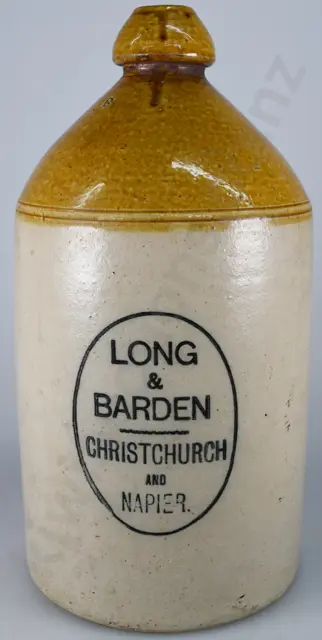 LONG
&
BARDEN
CHRISTCHURCH
AND
NAPIER.